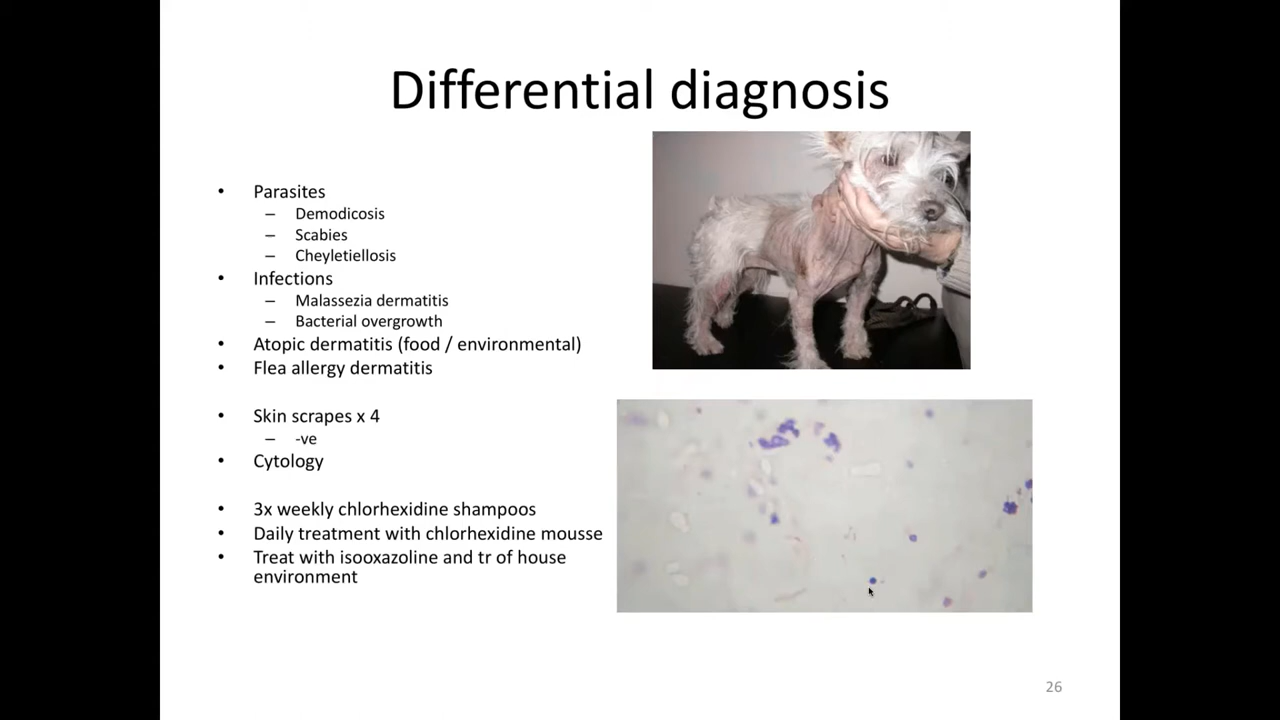 Differential diagnosis
• Parasites
– Demodicosis
– Scabies
– Cheyletiellosis
• Infections
– Malassezia dermatitis
– Bacterial overgrowth
• Atopic dermatitis (food / environmental)
• Flea allergy dermatitis
• Skin scrapes x 4
– -ve
• Cytology
• 3x weekly chlorhexidine shampoos
• Daily treatment with chlorhexidine mousse
• Treat with isooxazoline and tr of house
environment
26